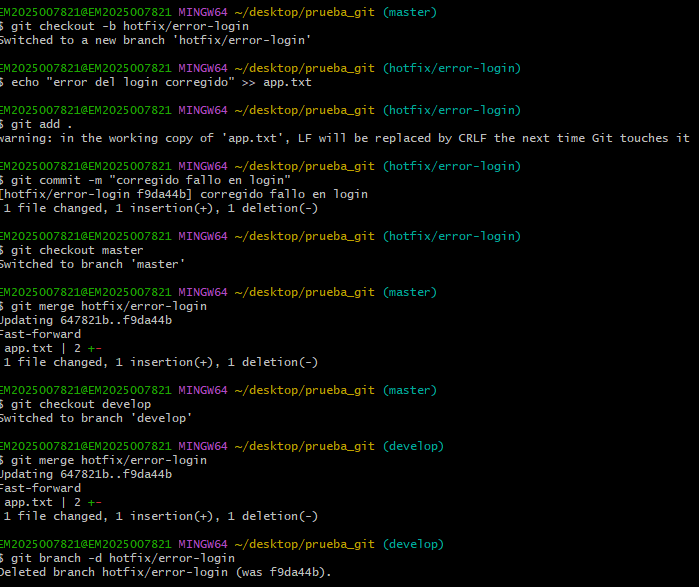 EM2025007821@EM2025007821 MINGW64 ~/desktop/prueba_git (master)
$ git checkout -b hotfix/error-login
Switched to a new branch 'hotfix/error-login'
EM2025007821@EM2025007821 MINGW64 ~/desktop/prueba_git (hotfix/error-login)
$ echo "error del login corregido" >> app.txt
EM2025007821@EM2025007821 MINGW64 ~/desktop/prueba_git (hotfix/error-login)
$ git add .
warning: in the working copy of 'app.txt', LF will be replaced by CRLF the next time Git touches it
EM2025007821@EM2025007821 MINGW64 ~/desktop/prueba_git (hotfix/error-login)
$ git commit -m "corregido fallo en login"
[hotfix/error-login f9da44b] corregido fallo en login
1 file changed, 1 insertion(+), 1 deletion(-)
EM2025007821@EM2025007821 MINGW64 ~/desktop/prueba_git (hotfix/error-login)
$ git checkout master
Switched to branch 'master'
EM2025007821@EM2025007821 MINGW64 ~/desktop/prueba_git (master)
$ git merge hotfix/error-login
Updating 647821b..f9da44b
Fast-forward
app.txt | 2 +-
1 file changed, 1 insertion(+), 1 deletion(-)
EM2025007821@EM2025007821 MINGW64 ~/desktop/prueba_git (master)
$ git checkout develop
Switched to branch 'develop'
EM2025007821@EM2025007821 MINGW64 ~/desktop/prueba_git (develop)
$ git merge hotfix/error-login
Updating 647821b..f9da44b
Fast-forward
app.txt | 2 +-
1 file changed, 1 insertion(+), 1 deletion(-)
EM2025007821@EM2025007821 MINGW64 ~/desktop/prueba_git (develop)
$ git branch -d hotfix/error-login
Deleted branch hotfix/error-login (was f9da44b).